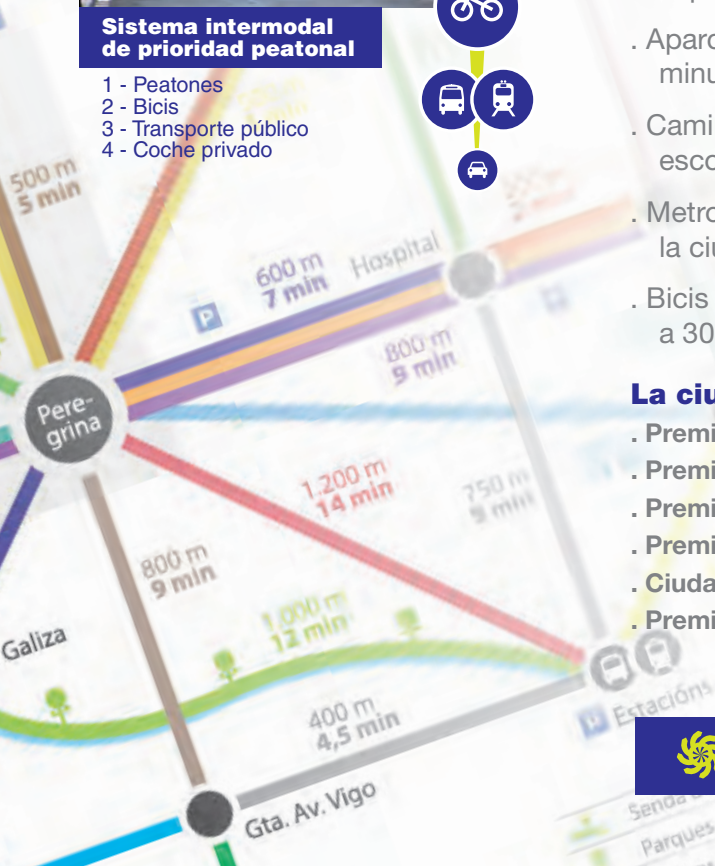 Sistema intermodal
de prioridad peatonal
1 - Peatones
2 - Bicis
3 - Transporte público
4 - Coche privado
500 m
5 min
600 m
7 min
Hospital
P
800 m
9 min
Pere-
grina
1.200 m
14 min
750 m
9 min
800 m
9 min
1.000 m
12 min
Galiza
400 m
4,5 min
Estacións
Gta. Av. Vigo
Senda
Parques
. Aparc
minu
. Cami
esco
. Metro
la ciu
. Bicis
a 30
La ciu
. Premi
. Premi
. Premi
. Premi
. Ciuda
. Premi